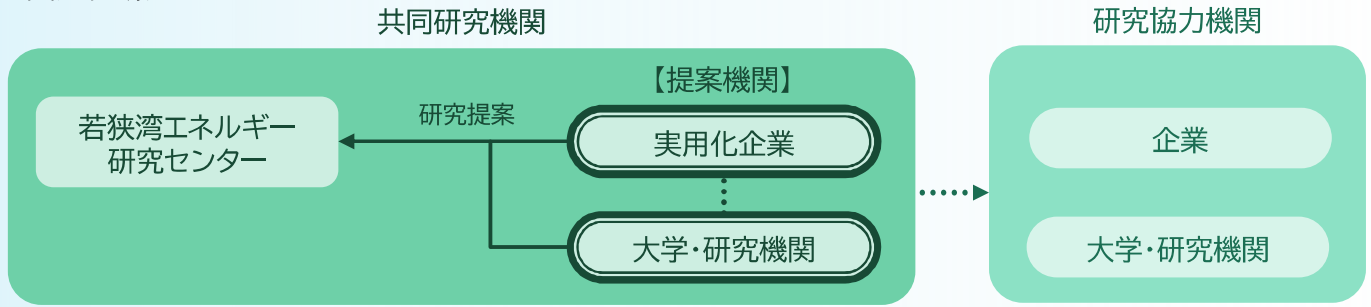 共同研究機関
研究協力機関
【提案機関】
若狭湾エネルギー
研究センター
研究提案
実用化企業
大学・研究機関
企業
大学・研究機関